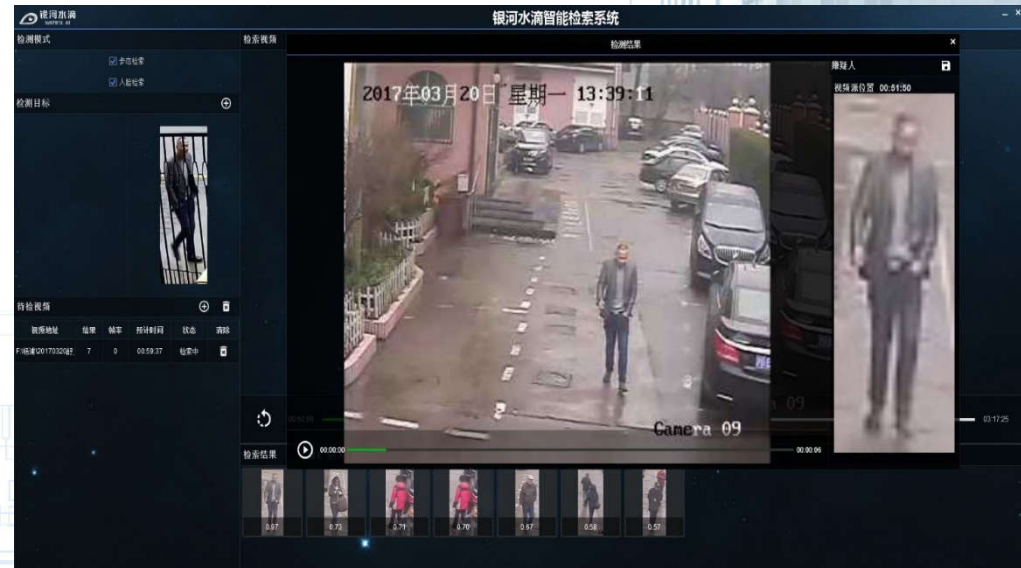 银河水滴
银河水滴智能检索系统
检测模式
检索视频
检测结果
步态检索
人脸检索
检测目标
嫌疑人
视频源位置 00:51:50
2017年03月20日 星期一 13:39:11
Camera 09
待检视频
视频地址 结果 帧率 预计时间 状态 清除
7 0 00:59:37 检索中
03:17:25
00:00:00
00:00:06
检索结果
0.97 0.73 0.71 0.70 0.67 0.58 0.57